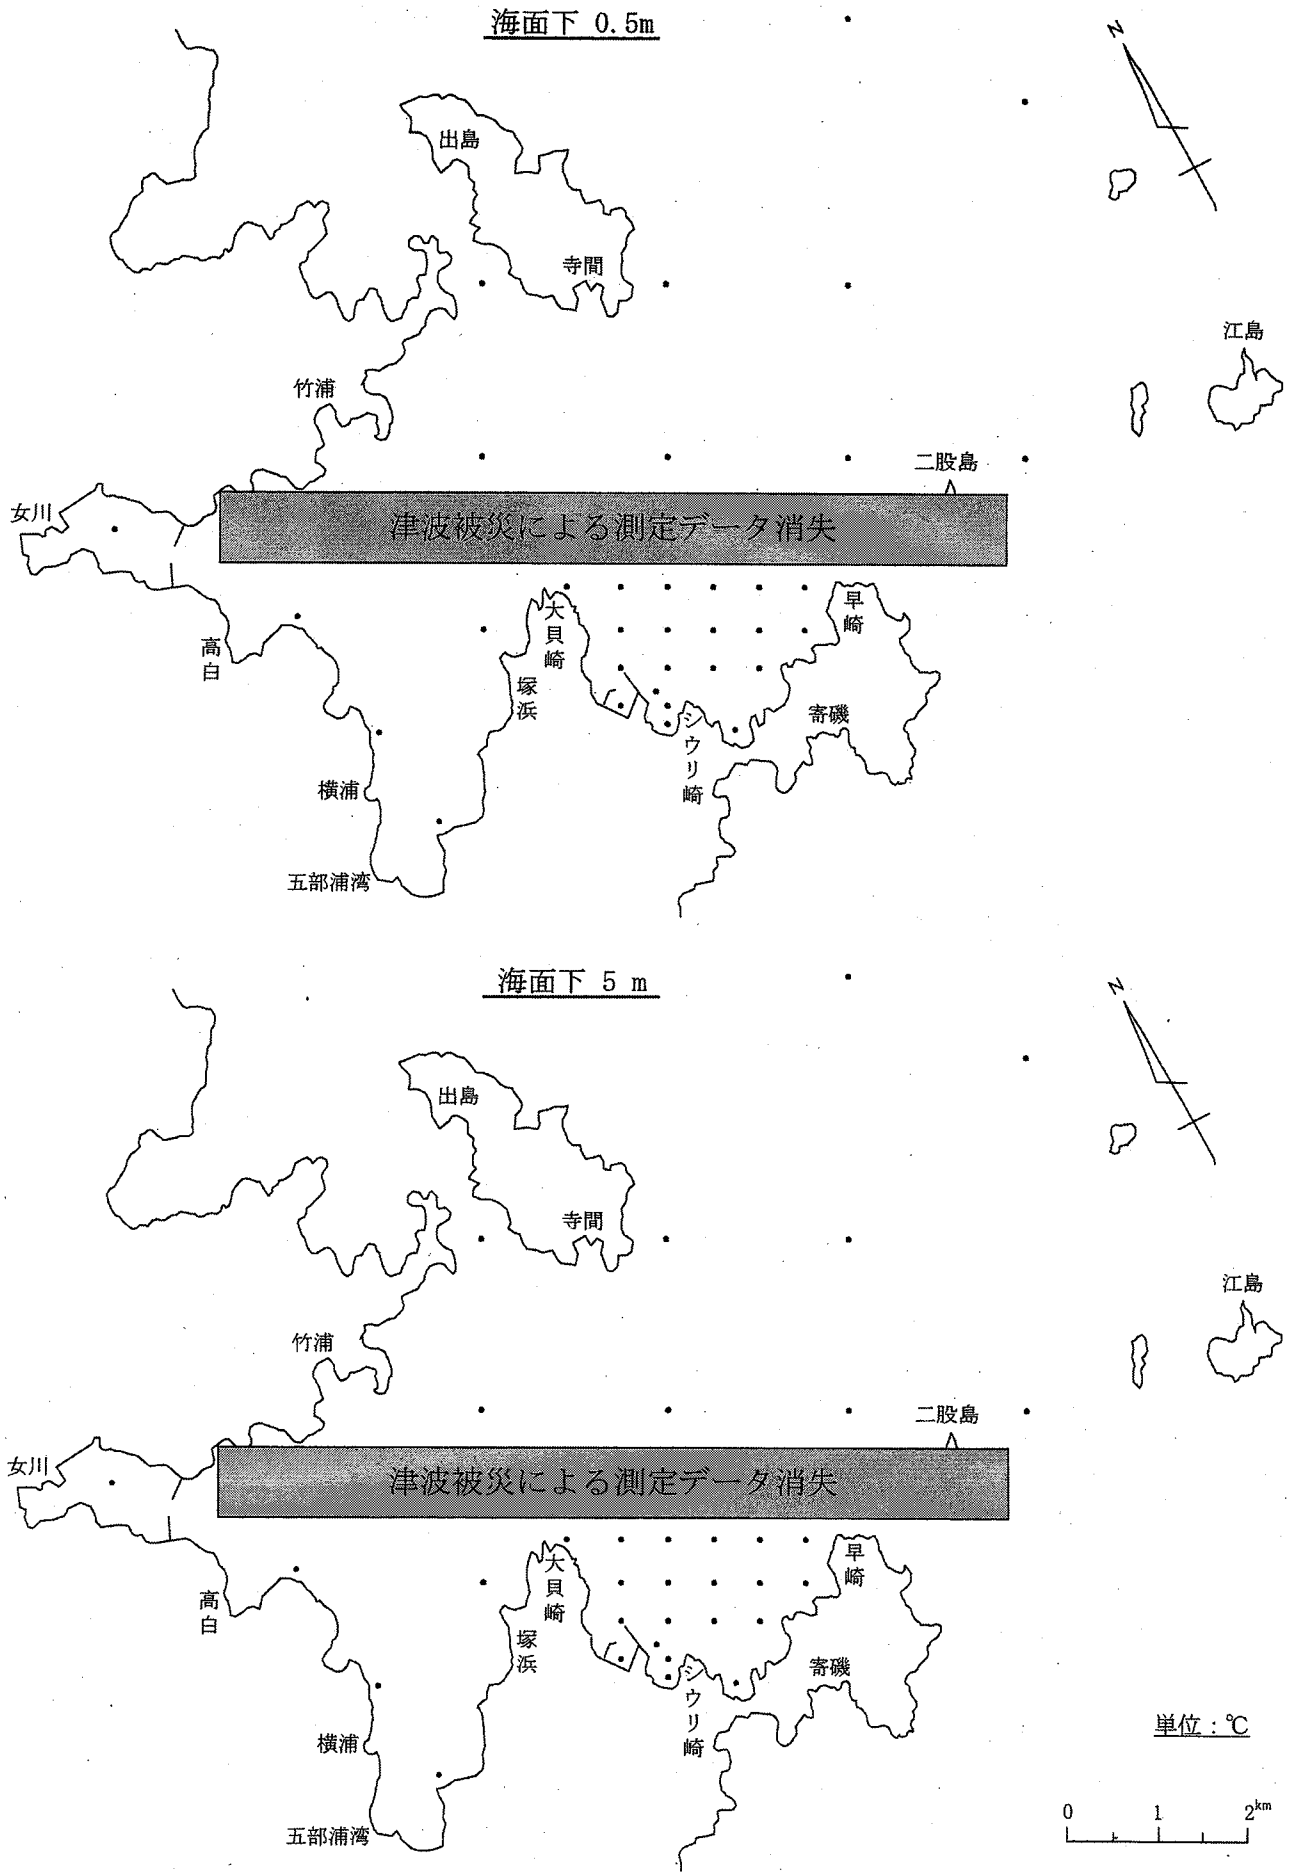 海面下 0.5m
N
出島
寺間
江島
竹浦
二股島
女川
津波被災による測定データ消失
大貝崎
早崎
高白
塚浜
寄磯
シウリ崎
横浦
五部浦湾
海面下 5 m
N
出島
寺間
江島
竹浦
二股島
女川
津波被災による測定データ消失
大貝崎
早崎
高白
塚浜
寄磯
シウリ崎
単位:℃
横浦
0 1 2km
五部浦湾